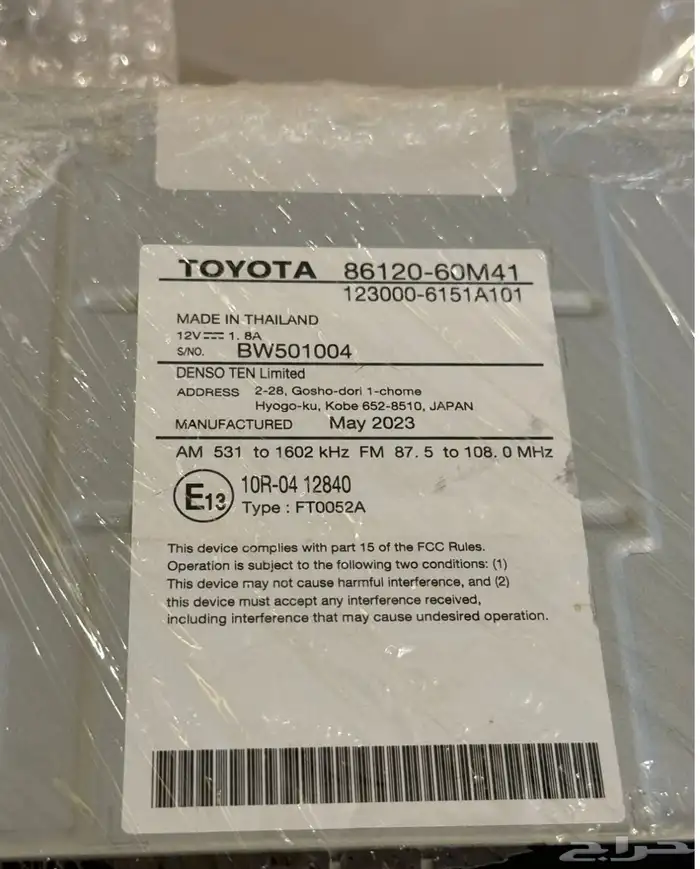 TOYOTA 86120-60M41
123000-6151A101
MADE IN THAILAND
12V⎓1.8A
S/NO. BW501004
DENSO TEN Limited
ADDRESS 2-28, Gosho-dori 1-chome
Hyogo-ku, Kobe 652-8510, JAPAN
MANUFACTURED May 2023
AM 531 to 1602 kHz FM 87.5 to 108.0 MHz
E13 10R-04 12840
Type : FT0052A
This device complies with part 15 of the FCC Rules.
Operation is subject to the following two conditions: (1)
This device may not cause harmful interference, and (2)
this device must accept any interference received,
including interference that may cause undesired operation.
حراج